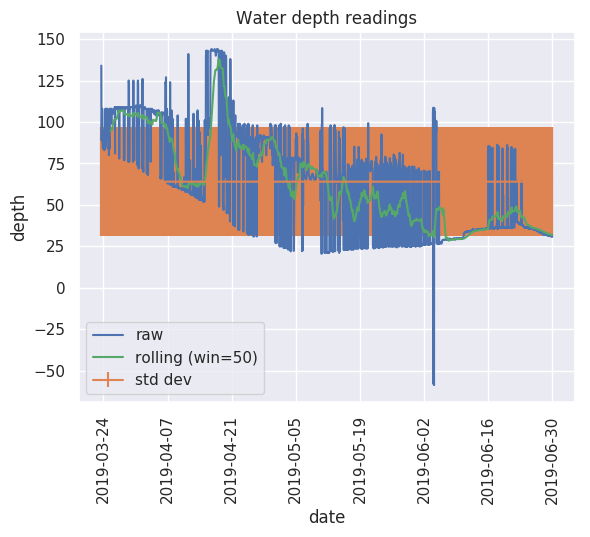 Water depth readings
150
125
100
75
50
25
0
−25
−50
depth
raw
rolling (win=50)
std dev
2019-03-24
2019-04-07
2019-04-21
2019-05-05
2019-05-19
2019-06-02
2019-06-16
2019-06-30
date